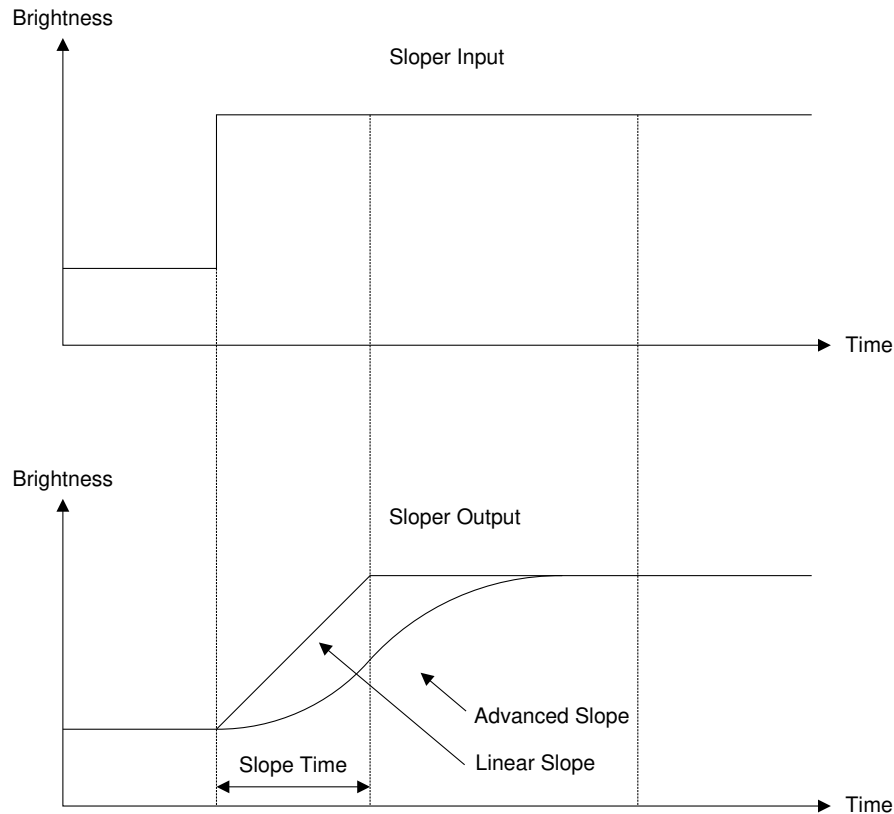 Brightness
Sloper Input
Time
Brightness
Sloper Output
Advanced Slope
Linear Slope
Slope Time
Time